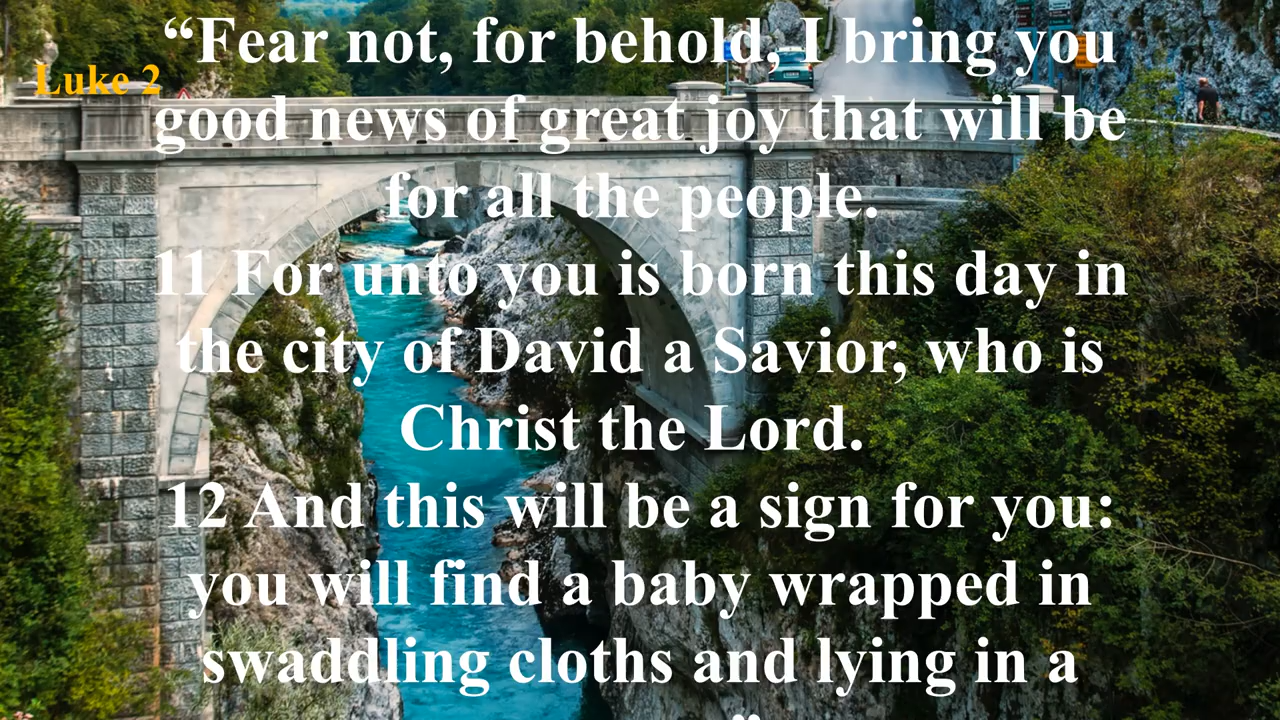 “Fear not, for behold, I bring you
Luke 2
good news of great joy that will be
for all the people.
11 For unto you is born this day in
the city of David a Savior, who is
Christ the Lord.
12 And this will be a sign for you:
you will find a baby wrapped in
swaddling cloths and lying in a
”